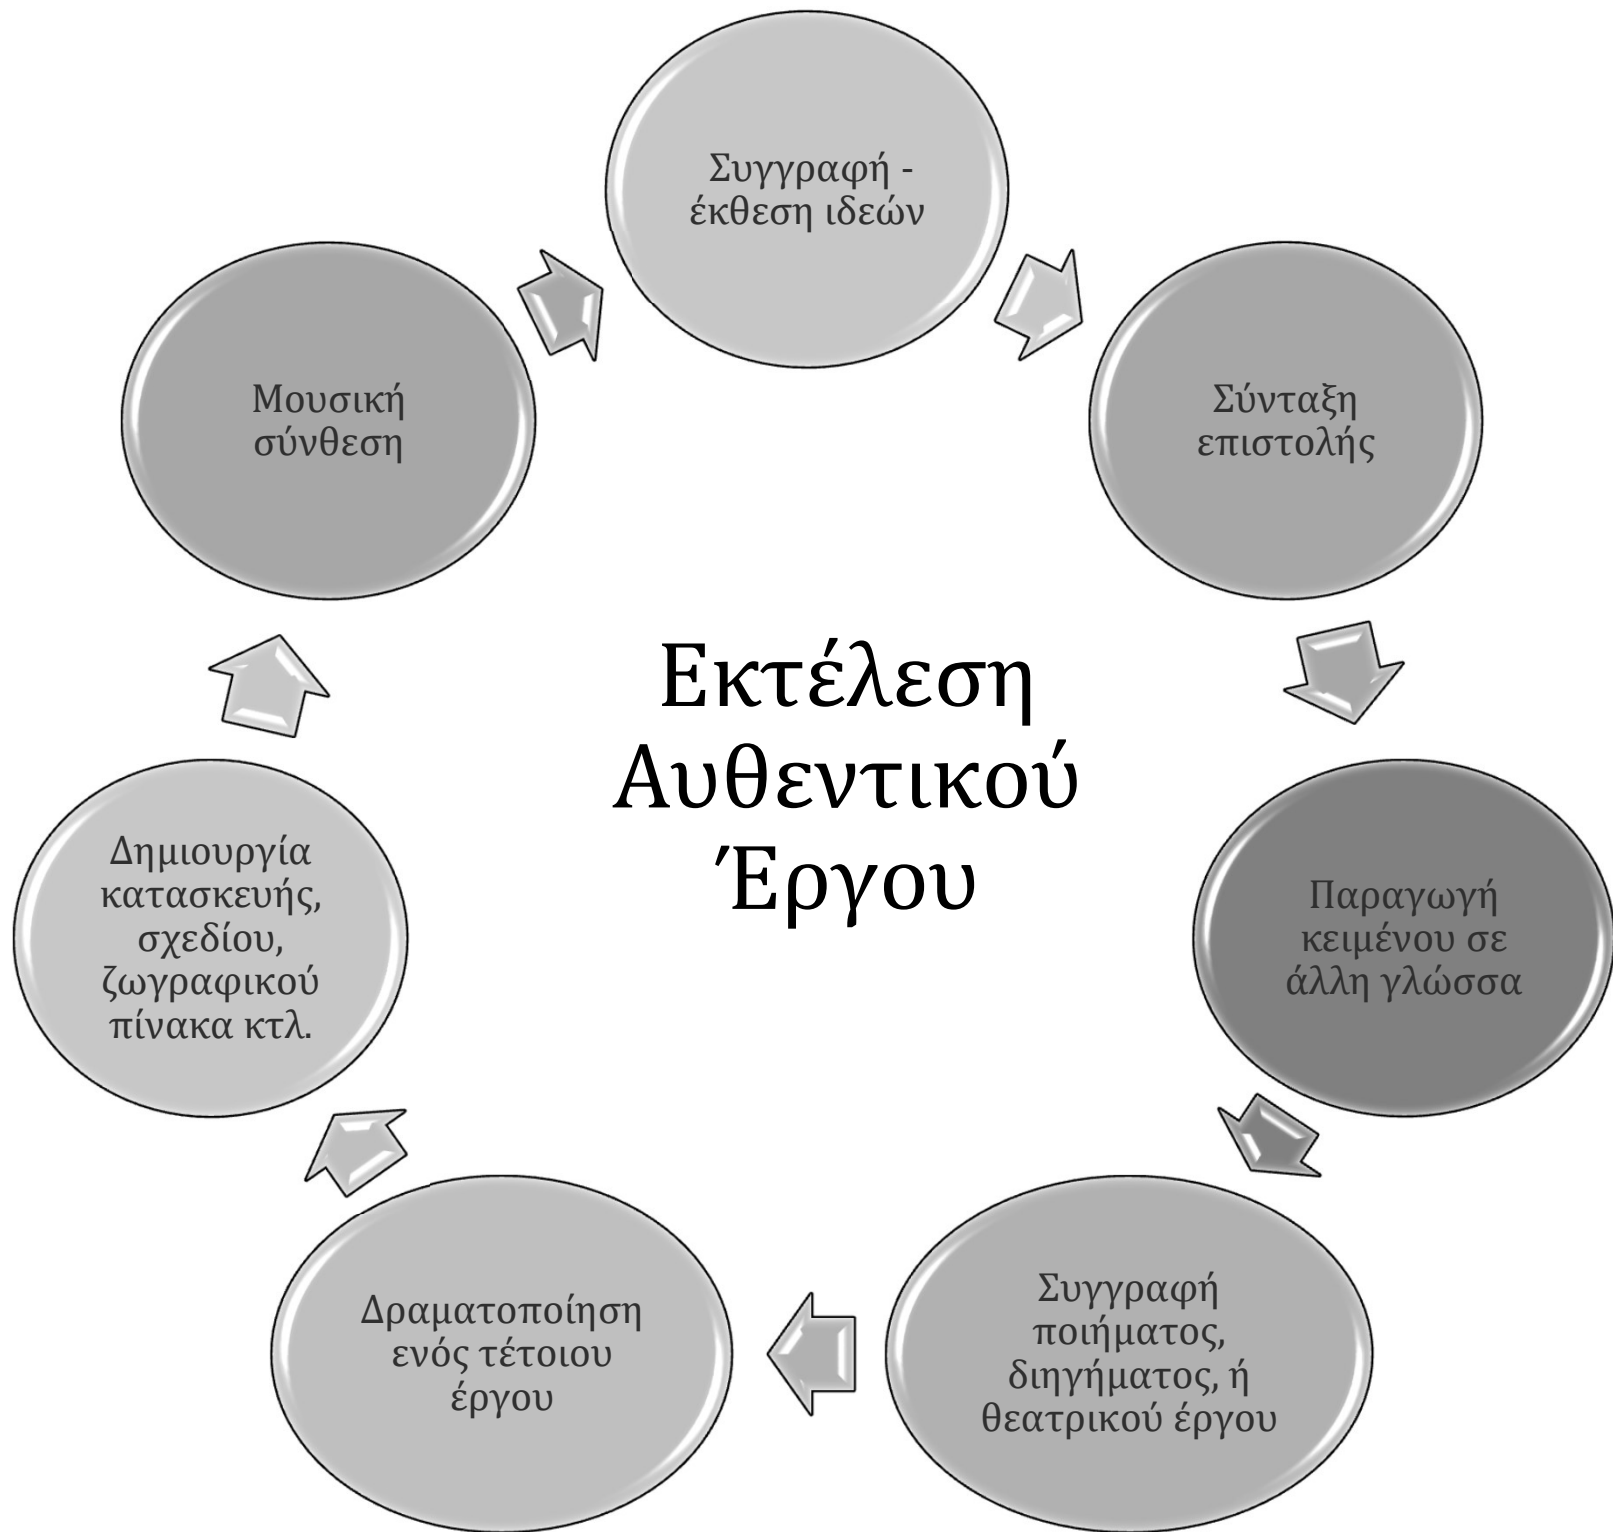 Συγγραφή -
έκθεση ιδεών
Σύνταξη
επιστολής
Παραγωγή
κειμένου σε
άλλη γλώσσα
Συγγραφή
ποιήματος,
διηγήματος, ή
θεατρικού έργου
Δραματοποίηση
ενός τέτοιου
έργου
Δημιουργία
κατασκευής,
σχεδίου,
ζωγραφικού
πίνακα κτλ.
Μουσική
σύνθεση
Εκτέλεση
Αυθεντικού
Έργου